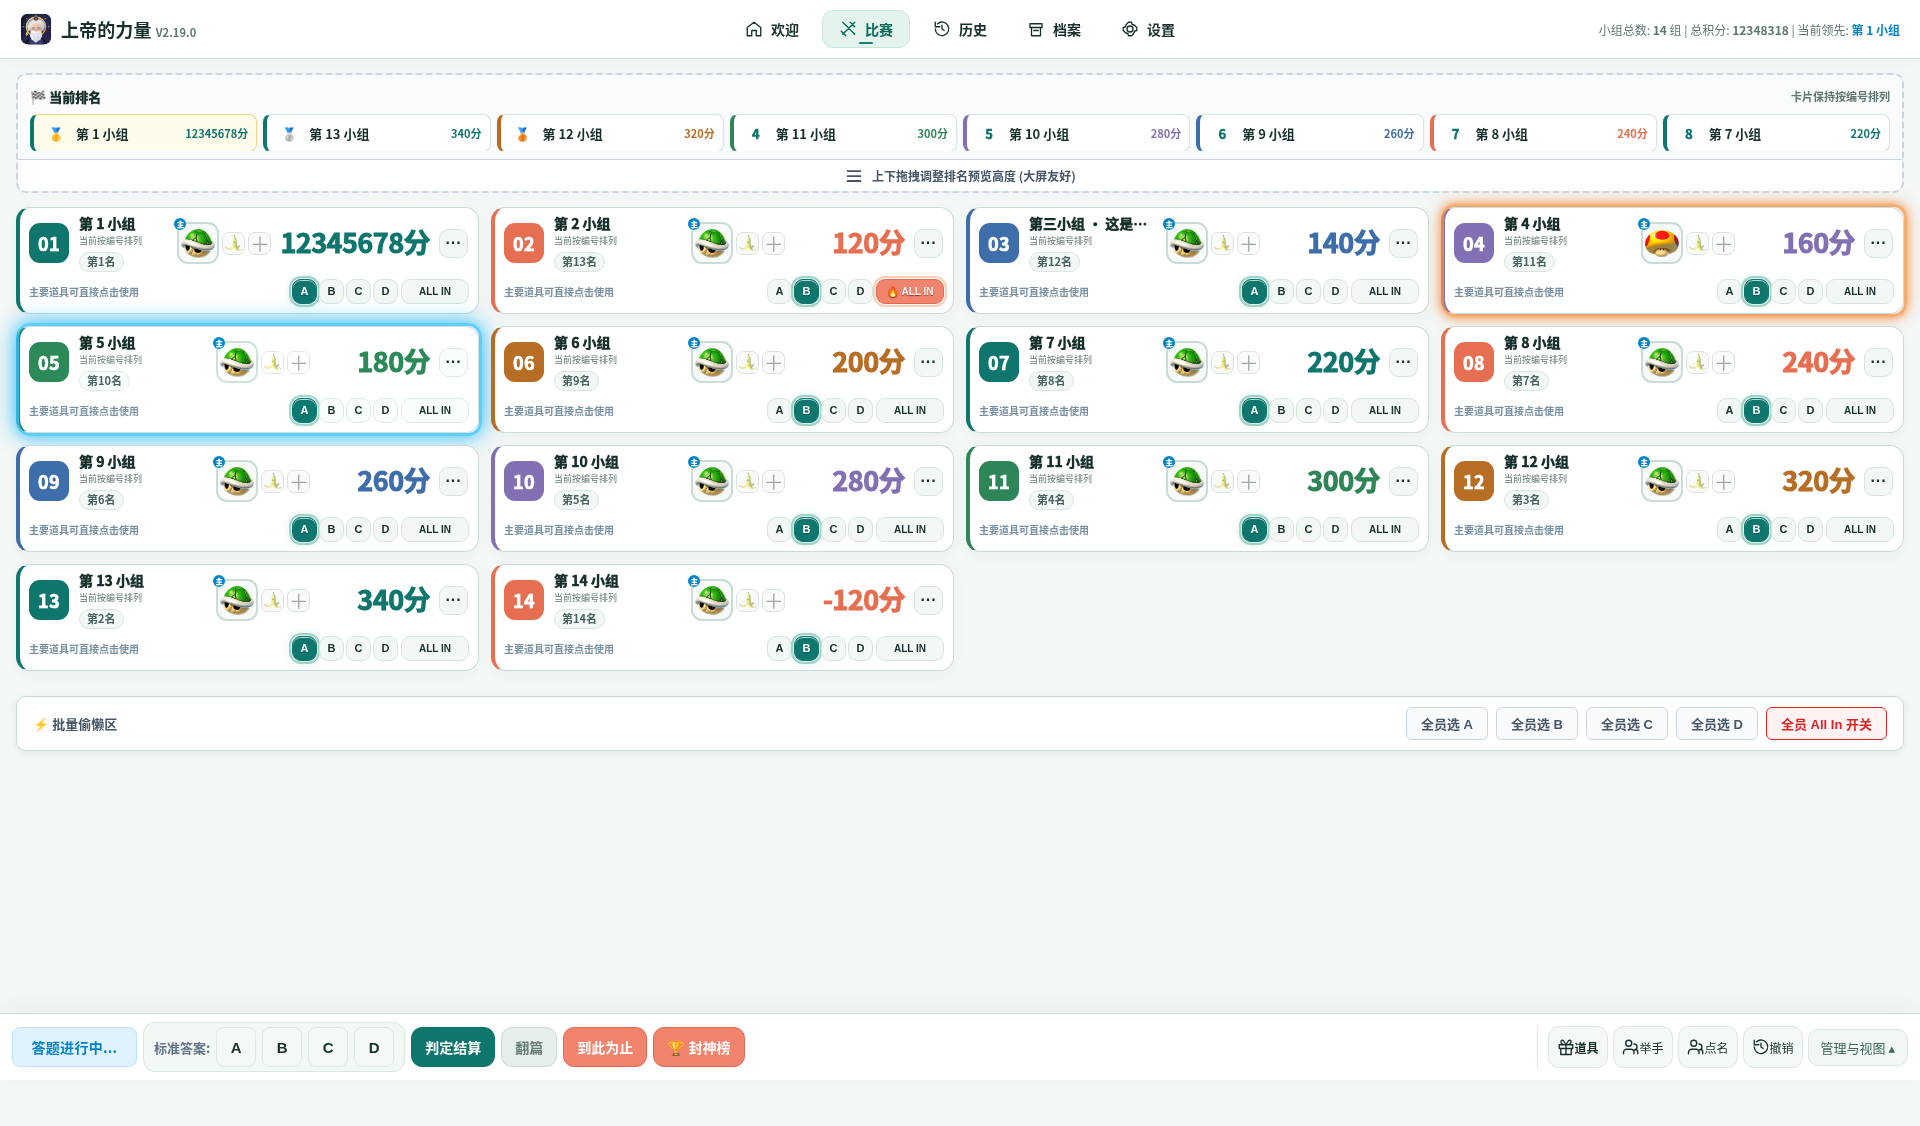 上帝的力量 V2.19.0
欢迎
比赛
历史
档案
设置
小组总数: 14 组 | 总积分: 12348318 | 当前领先: 第 1 小组
🏁 当前排名
卡片保持按编号排列
🥇 第 1 小组 12345678分
🥈 第 13 小组 340分
🥉 第 12 小组 320分
4 第 11 小组 300分
5 第 10 小组 280分
6 第 9 小组 260分
7 第 8 小组 240分
8 第 7 小组 220分
上下拖拽调整排名预览高度 (大屏友好)
01 第 1 小组 当前按编号排列 第1名 主 12345678分 ···
主要道具可直接点击使用 A B C D ALL IN
02 第 2 小组 当前按编号排列 第13名 主 120分 ···
主要道具可直接点击使用 A B C D 🔥 ALL IN
03 第三小组 · 这是··· 当前按编号排列 第12名 主 140分 ···
主要道具可直接点击使用 A B C D ALL IN
04 第 4 小组 当前按编号排列 第11名 主 160分 ···
主要道具可直接点击使用 A B C D ALL IN
05 第 5 小组 当前按编号排列 第10名 主 180分 ···
主要道具可直接点击使用 A B C D ALL IN
06 第 6 小组 当前按编号排列 第9名 主 200分 ···
主要道具可直接点击使用 A B C D ALL IN
07 第 7 小组 当前按编号排列 第8名 主 220分 ···
主要道具可直接点击使用 A B C D ALL IN
08 第 8 小组 当前按编号排列 第7名 主 240分 ···
主要道具可直接点击使用 A B C D ALL IN
09 第 9 小组 当前按编号排列 第6名 主 260分 ···
主要道具可直接点击使用 A B C D ALL IN
10 第 10 小组 当前按编号排列 第5名 主 280分 ···
主要道具可直接点击使用 A B C D ALL IN
11 第 11 小组 当前按编号排列 第4名 主 300分 ···
主要道具可直接点击使用 A B C D ALL IN
12 第 12 小组 当前按编号排列 第3名 主 320分 ···
主要道具可直接点击使用 A B C D ALL IN
13 第 13 小组 当前按编号排列 第2名 主 340分 ···
主要道具可直接点击使用 A B C D ALL IN
14 第 14 小组 当前按编号排列 第14名 主 -120分 ···
主要道具可直接点击使用 A B C D ALL IN
⚡ 批量偷懒区
全员选 A
全员选 B
全员选 C
全员选 D
全员 All In 开关
答题进行中...
标准答案: A B C D
判定结算
翻篇
到此为止
🏆 封神榜
道具
举手
点名
撤销
管理与视图 ▴